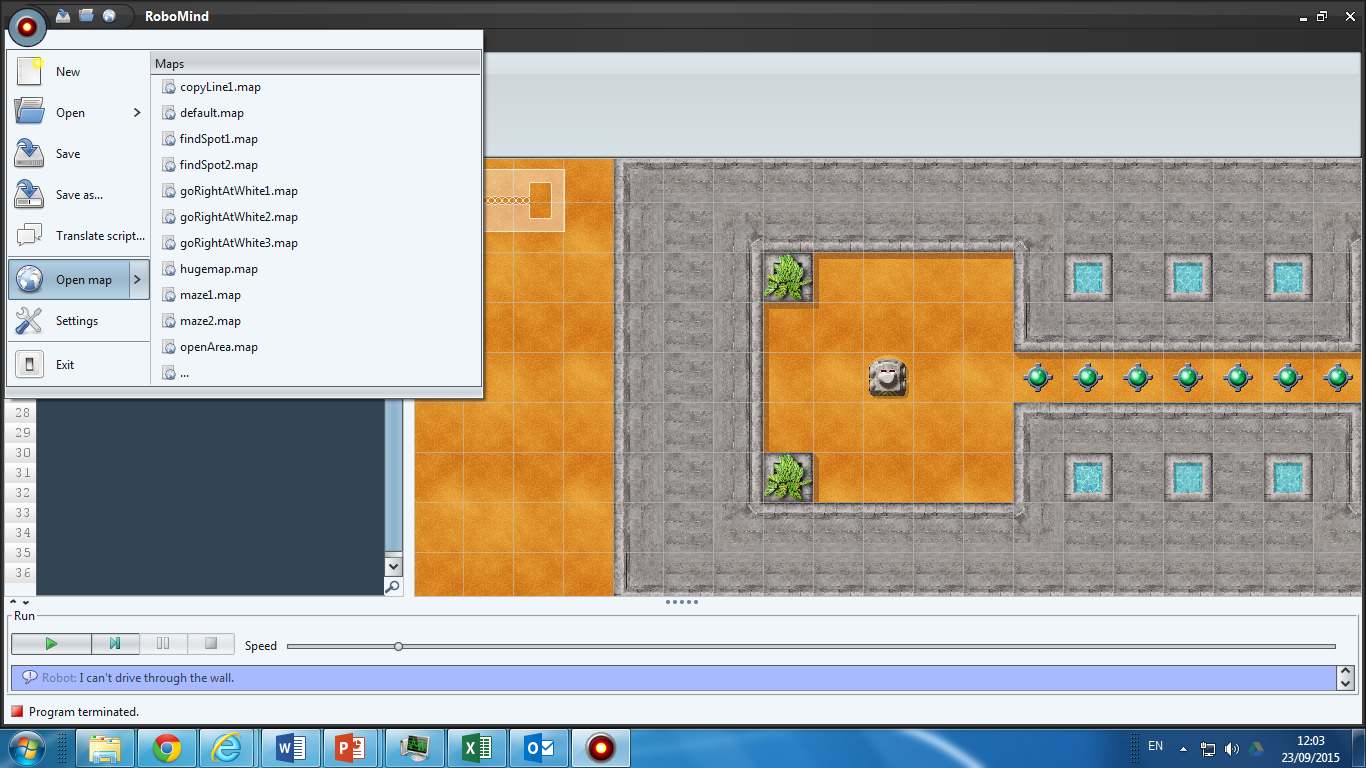 RoboMind
New
Open
Save
Save as...
Translate script...
Open map
Settings
Exit
Maps
copyLine1.map
default.map
findSpot1.map
findSpot2.map
goRightAtWhite1.map
goRightAtWhite2.map
goRightAtWhite3.map
hugemap.map
maze1.map
maze2.map
openArea.map
...
28
29
30
31
32
33
34
35
36
Run
Speed
Robot: I can't drive through the wall.
Program terminated.
EN
12:03
23/09/2015